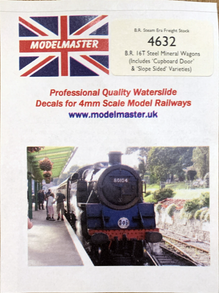 MODELMASTER
B.R. Steam Era Freight Stock
4632
B.R. 16T Steel Mineral Wagons
(Includes 'Cupboard Door'
& 'Slope Sided' Varieties)
Professional Quality Waterslide
Decals for 4mm Scale Model Railways
www.modelmaster.uk